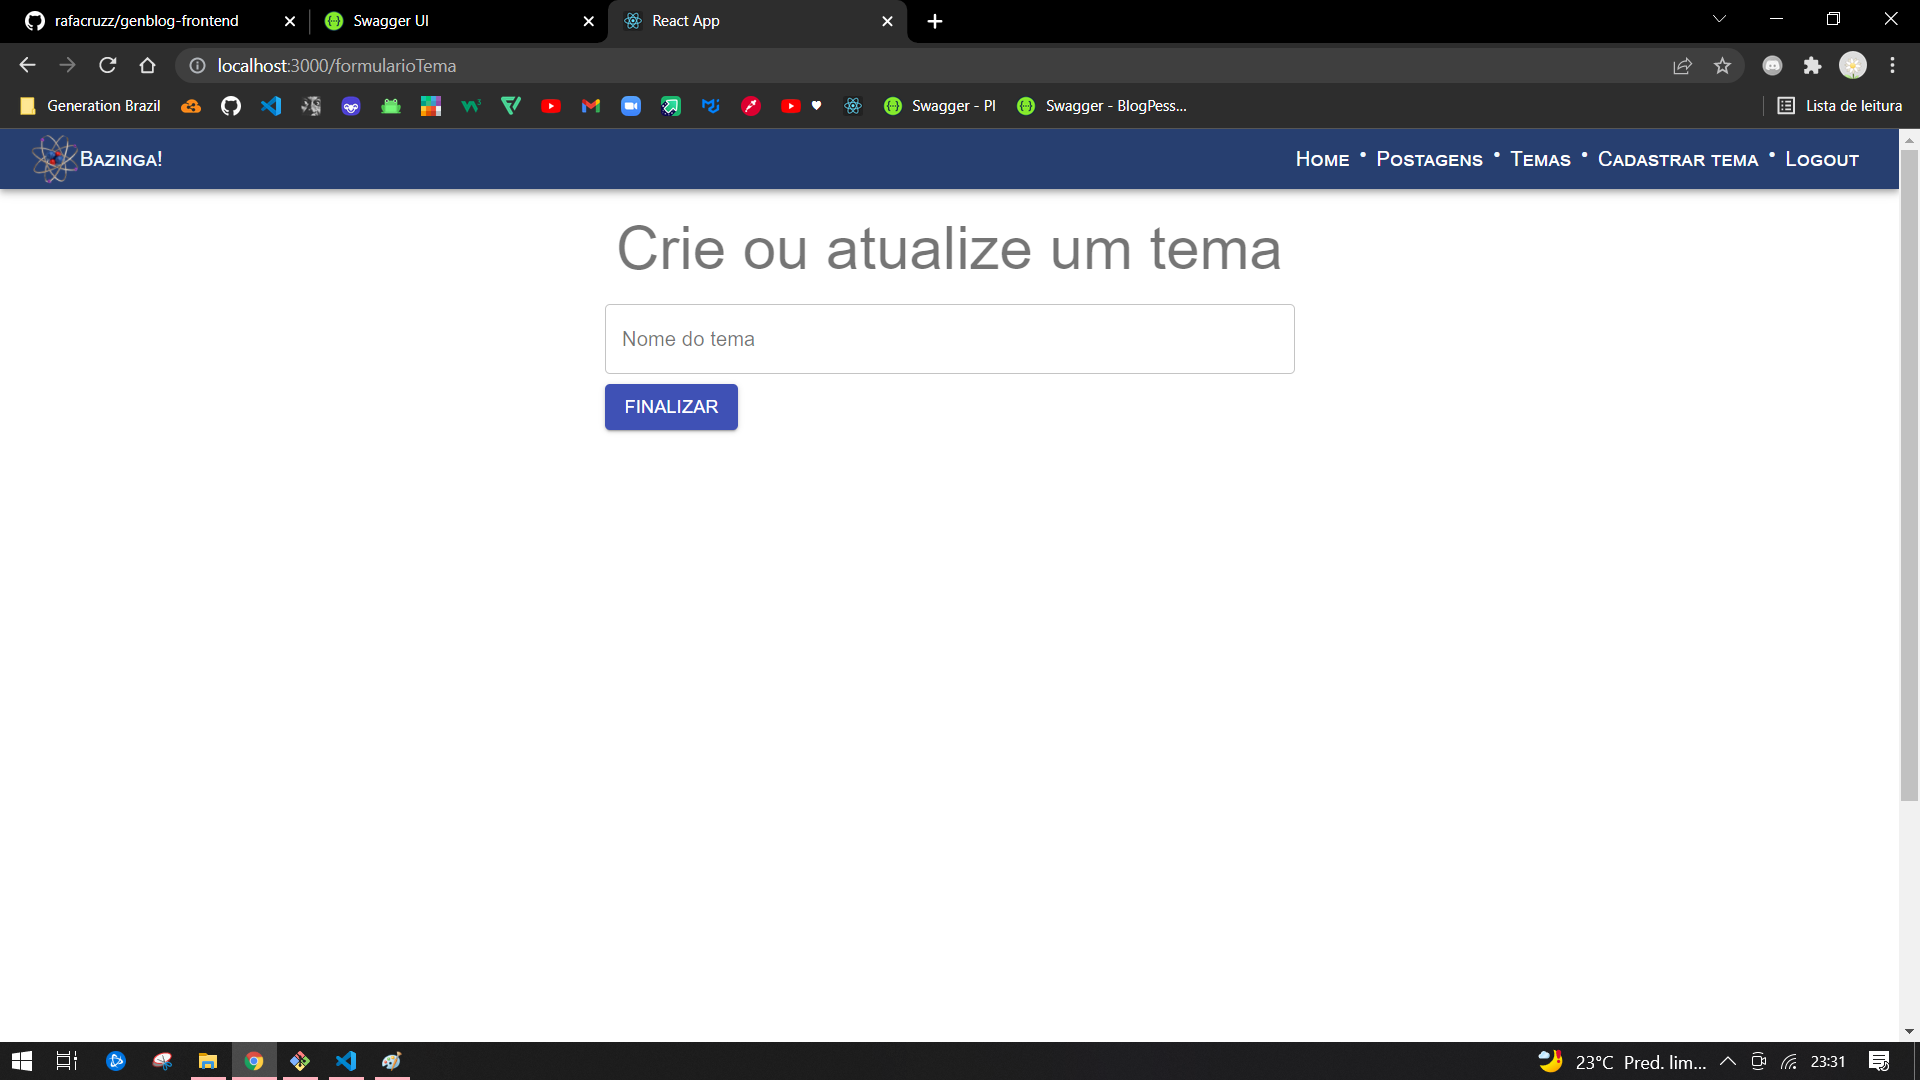 rafacruzz/genblog-frontend
Swagger UI
React App
localhost:3000/formularioTema
Generation Brazil
Swagger - PI
Swagger - BlogPess...
Lista de leitura
Bazinga!
Home • Postagens • Temas • Cadastrar tema • Logout
Crie ou atualize um tema
Nome do tema
FINALIZAR
23°C Pred. lim...
23:31